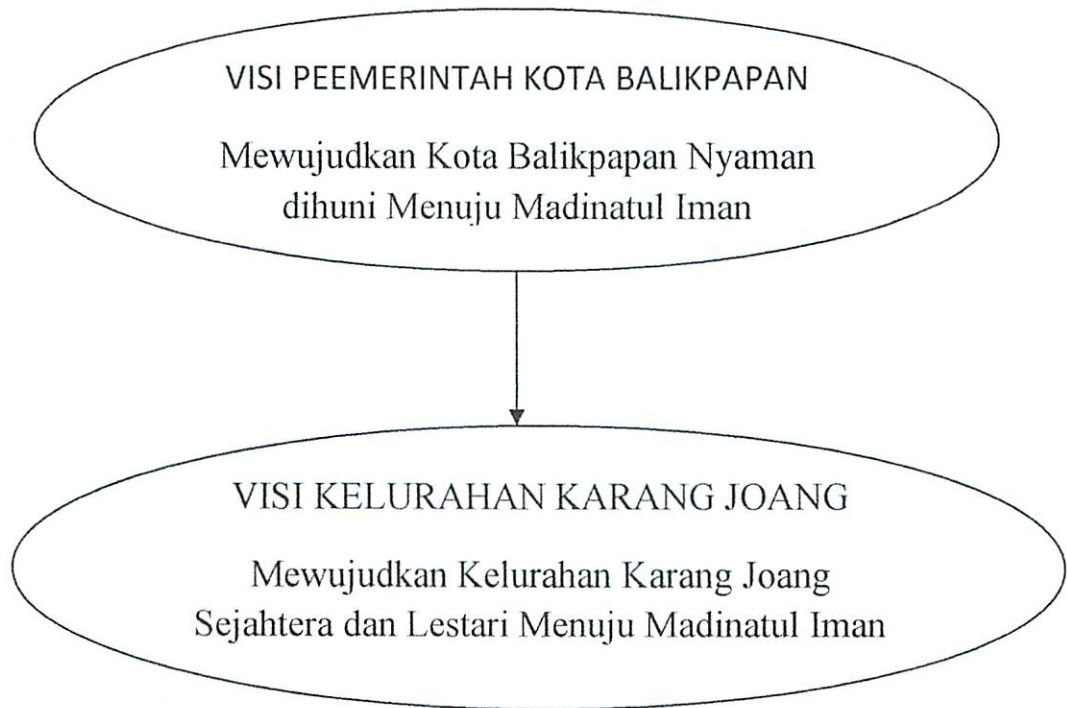 VISI PEEMERINTAH KOTA BALIKPAPAN
Mewujudkan Kota Balikpapan Nyaman
dihuni Menuju Madinatul Iman
VISI KELURAHAN KARANG JOANG
Mewujudkan Kelurahan Karang Joang
Sejahtera dan Lestari Menuju Madinatul Iman